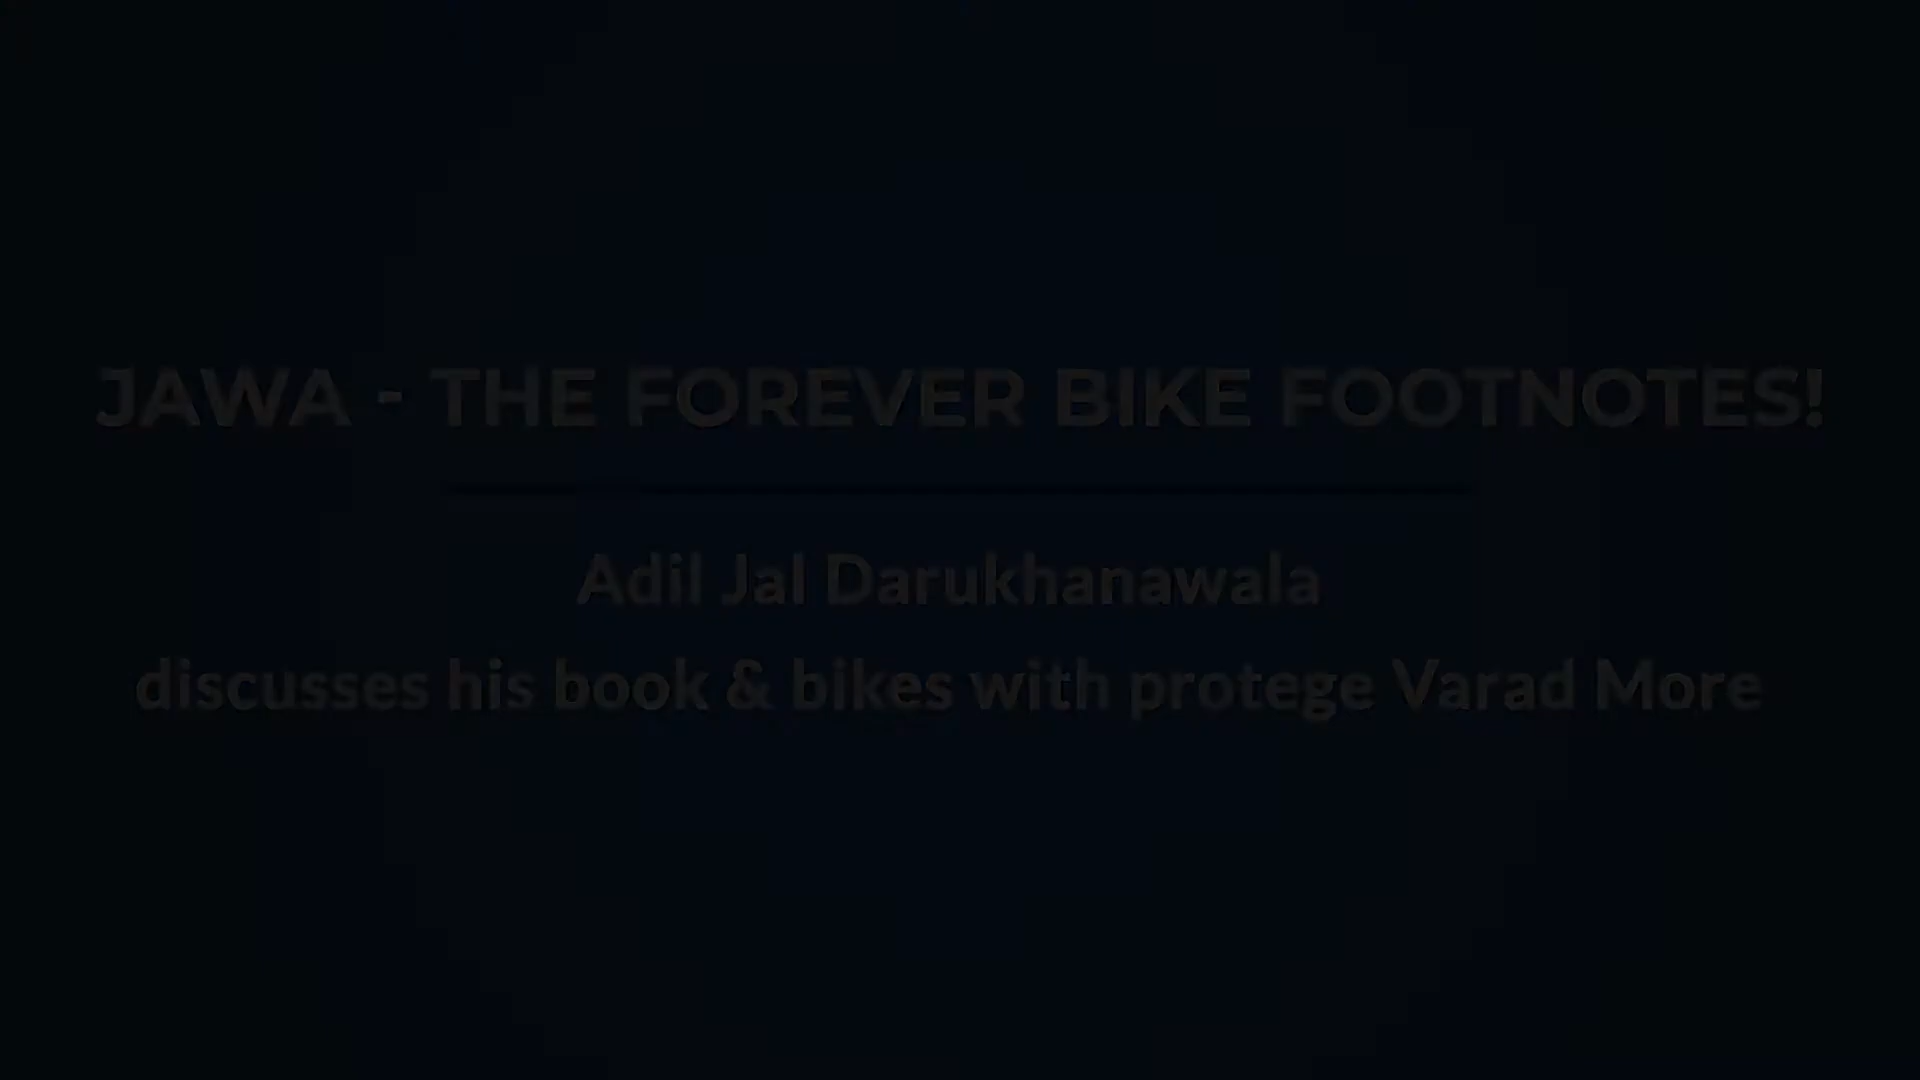 JAWA - THE FOREVER BIKE FOOTNOTES!
Adil Jal Darukhanawala
discusses his book & bikes with protege Varad More